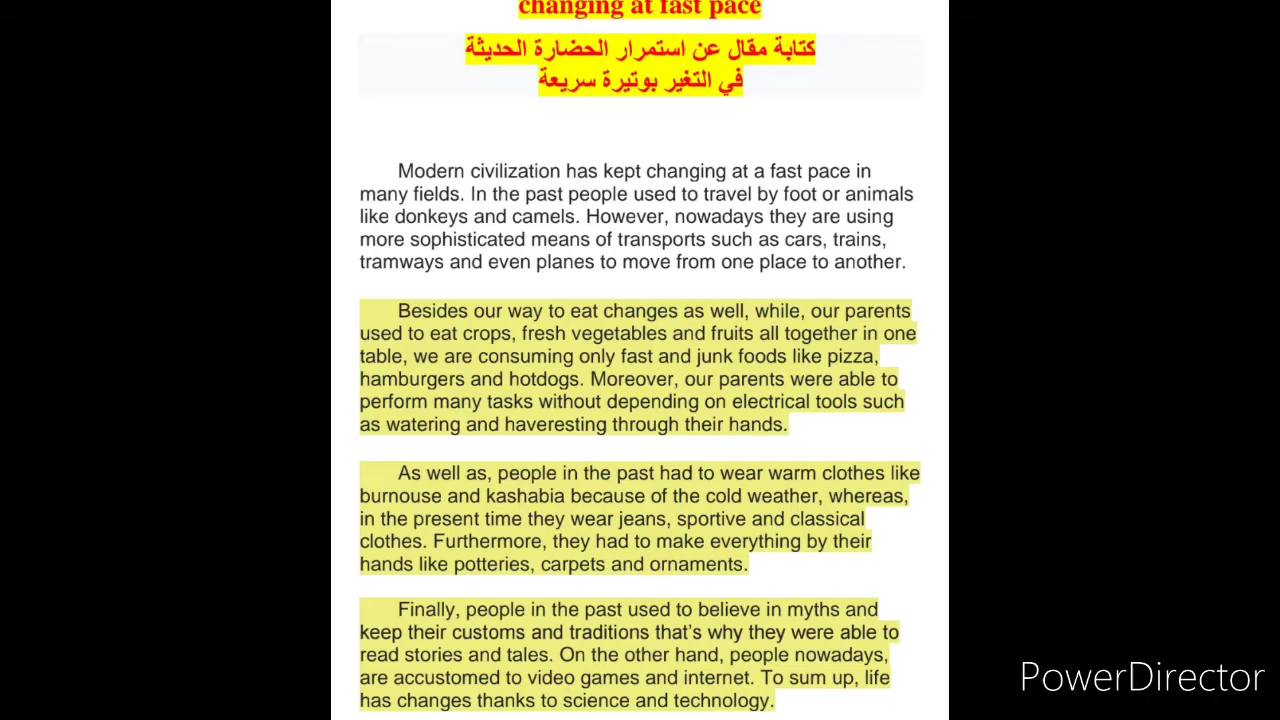 changing at fast pace
كتابة مقال عن استمرار الحضارة الحديثة
في التغير بوتيرة سريعة
Modern civilization has kept changing at a fast pace in
many fields. In the past people used to travel by foot or animals
like donkeys and camels. However, nowadays they are using
more sophisticated means of transports such as cars, trains,
tramways and even planes to move from one place to another.
Besides our way to eat changes as well, while, our parents
used to eat crops, fresh vegetables and fruits all together in one
table, we are consuming only fast and junk foods like pizza,
hamburgers and hotdogs. Moreover, our parents were able to
perform many tasks without depending on electrical tools such
as watering and haveresting through their hands.
As well as, people in the past had to wear warm clothes like
burnouse and kashabia because of the cold weather, whereas,
in the present time they wear jeans, sportive and classical
clothes. Furthermore, they had to make everything by their
hands like potteries, carpets and ornaments.
Finally, people in the past used to believe in myths and
keep their customs and traditions that's why they were able to
read stories and tales. On the other hand, people nowadays,
are accustomed to video games and internet. To sum up, life
has changes thanks to science and technology.
PowerDirector